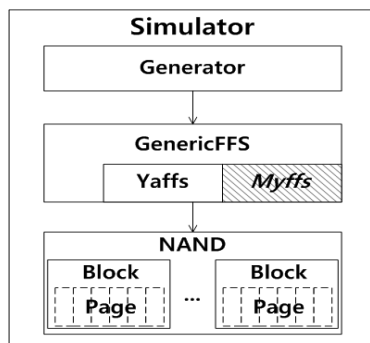 Simulator
Generator
GenericFFS
Yaffs Myffs
NAND
Block ... Block
Page Page